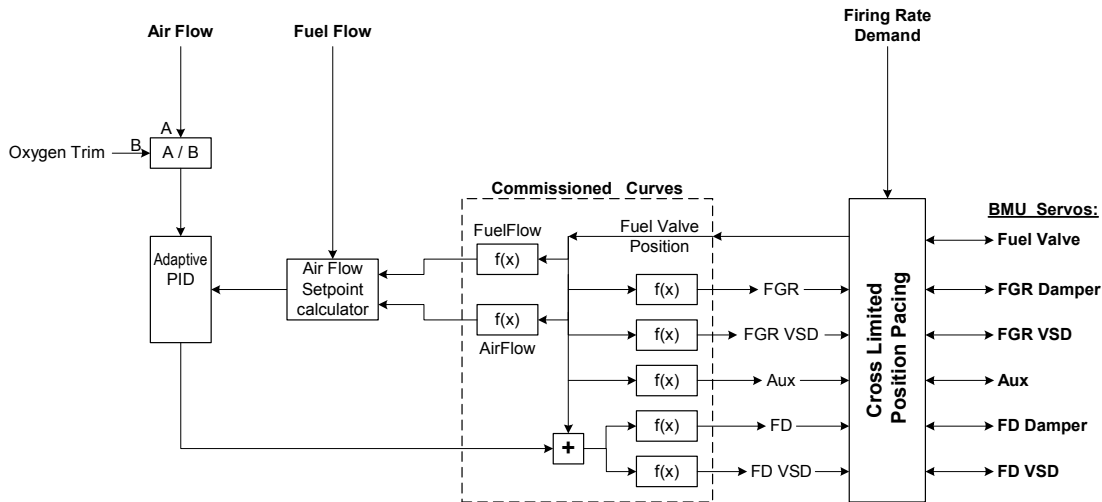 Firing Rate
Demand
Air Flow
Fuel Flow
A
B
A / B
Oxygen Trim
Commissioned Curves
BMU Servos:
FuelFlow
Fuel Valve
Position
Fuel Valve
f(x)
Adaptive
PID
Air Flow
Setpoint
calculator
f(x)
FGR
FGR Damper
f(x)
AirFlow
f(x)
FGR VSD
FGR VSD
Cross Limited
Position Pacing
f(x)
Aux
Aux
+
f(x)
FD
FD Damper
f(x)
FD VSD
FD VSD